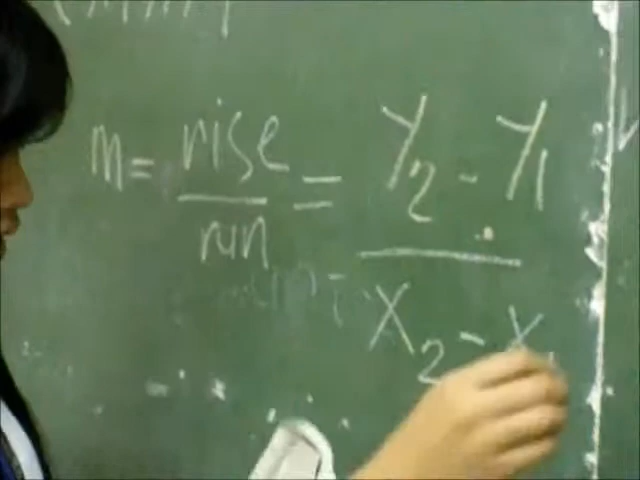 m = rise/run = y₂ - y₁ / x₂ - x₁